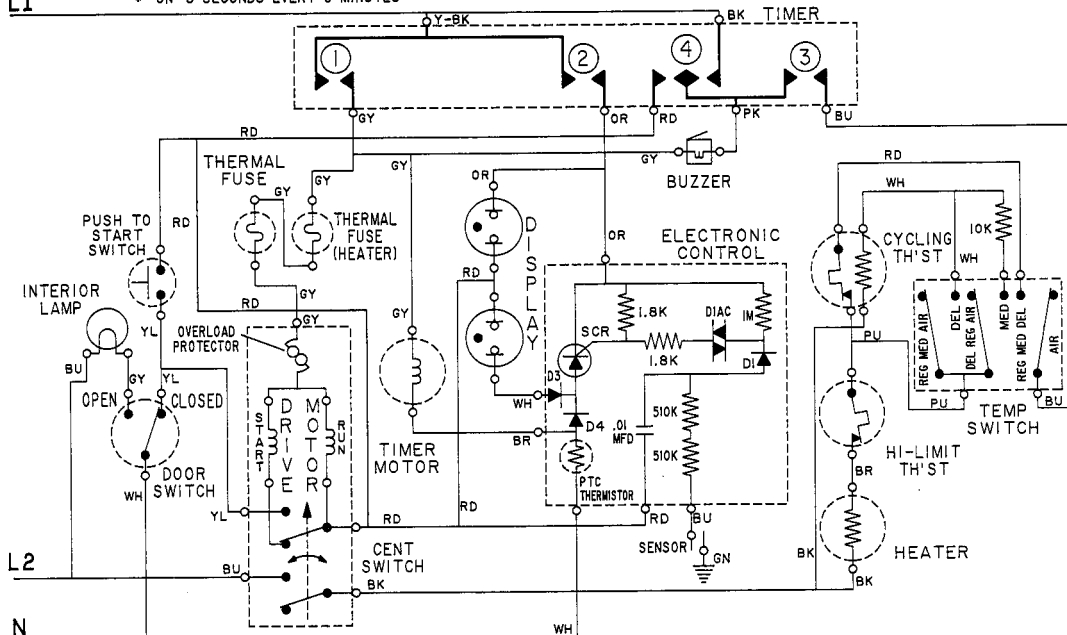 L1
* ON 5 SECONDS EVERY 5 MINUTES
Y-BK
BK
TIMER
1
2
4
3
GY
OR
RD
PK
BU
RD
GY
BUZZER
RD
WH
THERMAL
FUSE
GY
GY
THERMAL
FUSE
(HEATER)
OR
DISPLAY
RD
OR
ELECTRONIC
CONTROL
CYCLING
TH'ST
10K
WH
PUSH TO
START
SWITCH
RD
INTERIOR
LAMP
YL
RD
GY
GY
OVERLOAD
PROTECTOR
GY
SCR
1.8K
1.8K
DIAC
1M
D1
D3
D4
WH
BR
.01
MFD
510K
510K
PTC
THERMISTOR
REG MED AIR
DEL
DEL REG AIR
MED
REG MED DEL
AIR
PU
PU
BU
TEMP
SWITCH
HI-LIMIT
TH'ST
BR
HEATER
BK
BK
BU
GY
YL
OPEN
CLOSED
DOOR
SWITCH
WH
YL
START
DRIVE
MOTOR
RUN
TIMER
MOTOR
RD
RD
RD
BU
SENSOR
GN
CENT
SWITCH
L2
BU
BK
N
WH